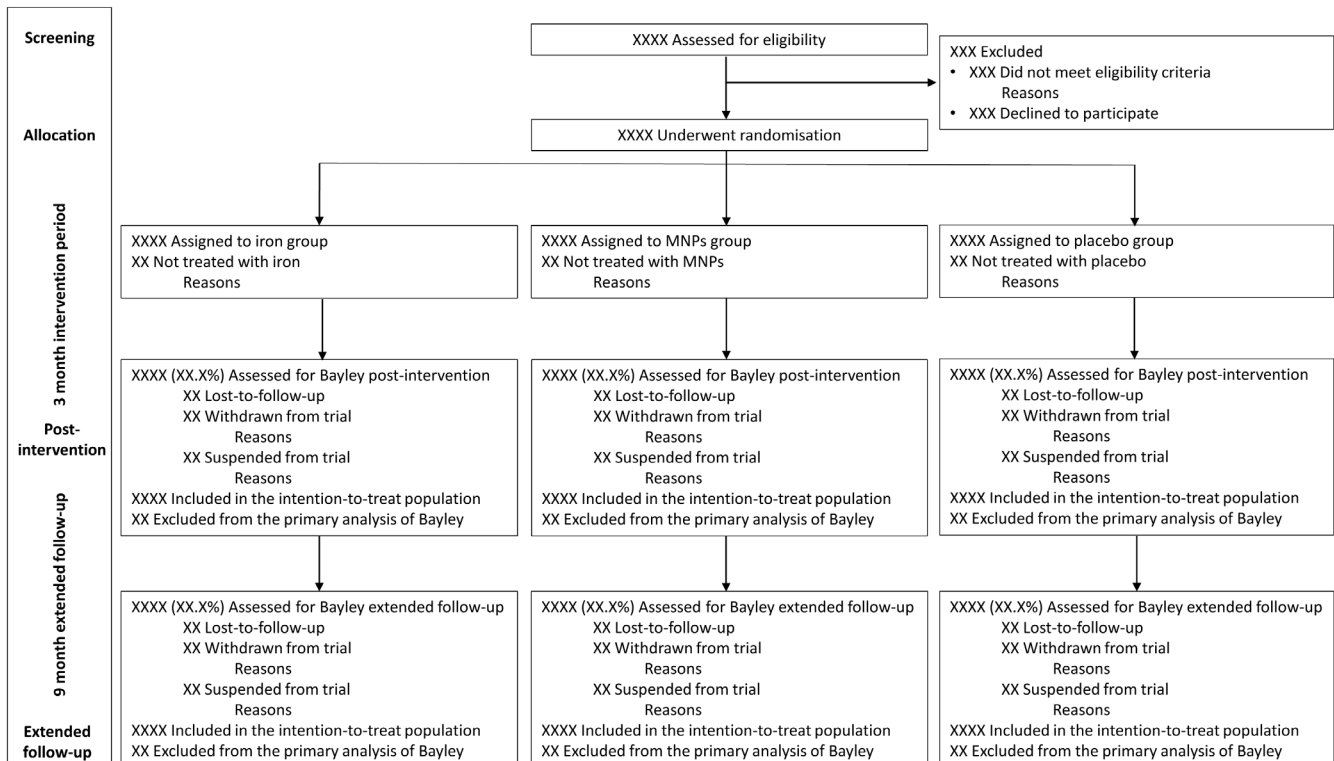 Screening
XXXX Assessed for eligibility
XXX Excluded
• XXX Did not meet eligibility criteria
Reasons
• XXX Declined to participate
Allocation
XXXX Underwent randomisation
3 month intervention period
XXXX Assigned to iron group
XX Not treated with iron
Reasons
XXXX Assigned to MNPs group
XX Not treated with MNPs
Reasons
XXXX Assigned to placebo group
XX Not treated with placebo
Reasons
Post-
intervention
XXXX (XX.X%) Assessed for Bayley post-intervention
XX Lost-to-follow-up
XX Withdrawn from trial
Reasons
XX Suspended from trial
Reasons
XXXX Included in the intention-to-treat population
XX Excluded from the primary analysis of Bayley
XXXX (XX.X%) Assessed for Bayley post-intervention
XX Lost-to-follow-up
XX Withdrawn from trial
Reasons
XX Suspended from trial
Reasons
XXXX Included in the intention-to-treat population
XX Excluded from the primary analysis of Bayley
XXXX (XX.X%) Assessed for Bayley post-intervention
XX Lost-to-follow-up
XX Withdrawn from trial
Reasons
XX Suspended from trial
Reasons
XXXX Included in the intention-to-treat population
XX Excluded from the primary analysis of Bayley
9 month extended follow-up
Extended
follow-up
XXXX (XX.X%) Assessed for Bayley extended follow-up
XX Lost-to-follow-up
XX Withdrawn from trial
Reasons
XX Suspended from trial
Reasons
XXXX Included in the intention-to-treat population
XX Excluded from the primary analysis of Bayley
XXXX (XX.X%) Assessed for Bayley extended follow-up
XX Lost-to-follow-up
XX Withdrawn from trial
Reasons
XX Suspended from trial
Reasons
XXXX Included in the intention-to-treat population
XX Excluded from the primary analysis of Bayley
XXXX (XX.X%) Assessed for Bayley extended follow-up
XX Lost-to-follow-up
XX Withdrawn from trial
Reasons
XX Suspended from trial
Reasons
XXXX Included in the intention-to-treat population
XX Excluded from the primary analysis of Bayley